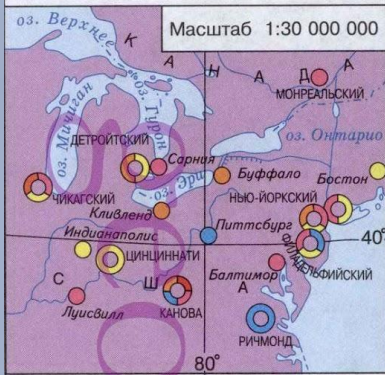 Масштаб 1:30 000 000
оз. Верхнее
К А Н А Д А
МОНРЕАЛЬСКИЙ
оз. Мичиган
оз. Гурон
оз. Онтарио
ДЕТРОЙТСКИЙ
Сарния
оз. Эри
Буффало
Бостон
ЧИКАГСКИЙ
НЬЮ-ЙОРКСКИЙ
Кливленд
Питтсбург
Индианаполис
40°
ФИЛАДЕЛЬФИЙСКИЙ
ЦИНЦИННАТИ
Балтимор
С Ш А
Луисвилл
КАНОВА
РИЧМОНД
80°